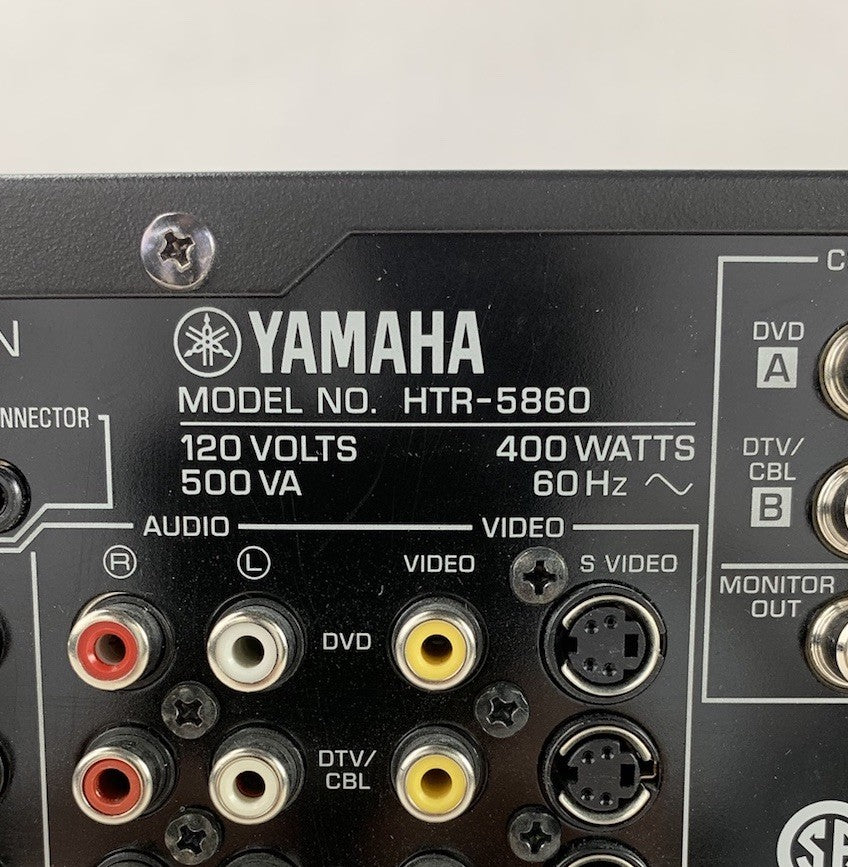 YAMAHA
MODEL NO. HTR-5860
120 VOLTS 400 WATTS
500 VA 60 Hz
NNECTOR
C
DVD
A
DTV/
CBL
B
MONITOR
OUT
AUDIO VIDEO
R L VIDEO S VIDEO
DVD
DTV/
CBL
SA
N